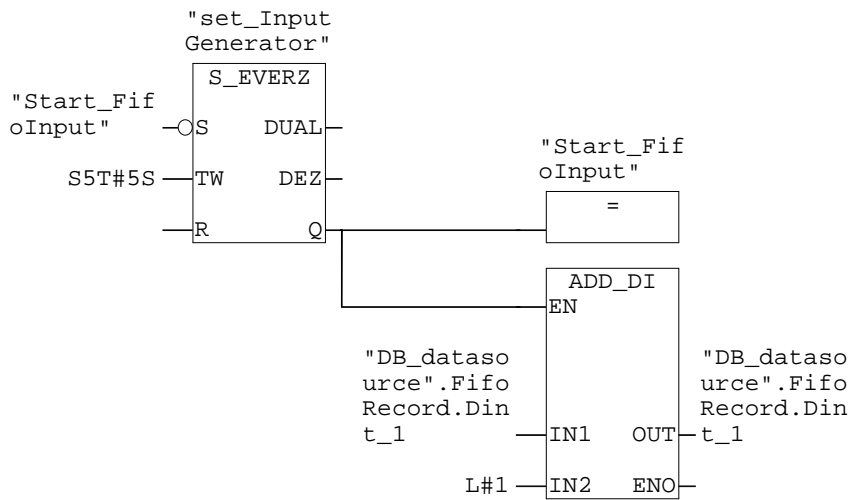 "set_Input
Generator"
S_EVERZ
"Start_Fif
oInput"
S DUAL
S5T#5S TW DEZ
R Q
"Start_Fif
oInput"
=
ADD_DI
EN
"DB_dataso
urce".Fifo
Record.Din
t_1
IN1 OUT
"DB_dataso
urce".Fifo
Record.Din
t_1
L#1 IN2 ENO